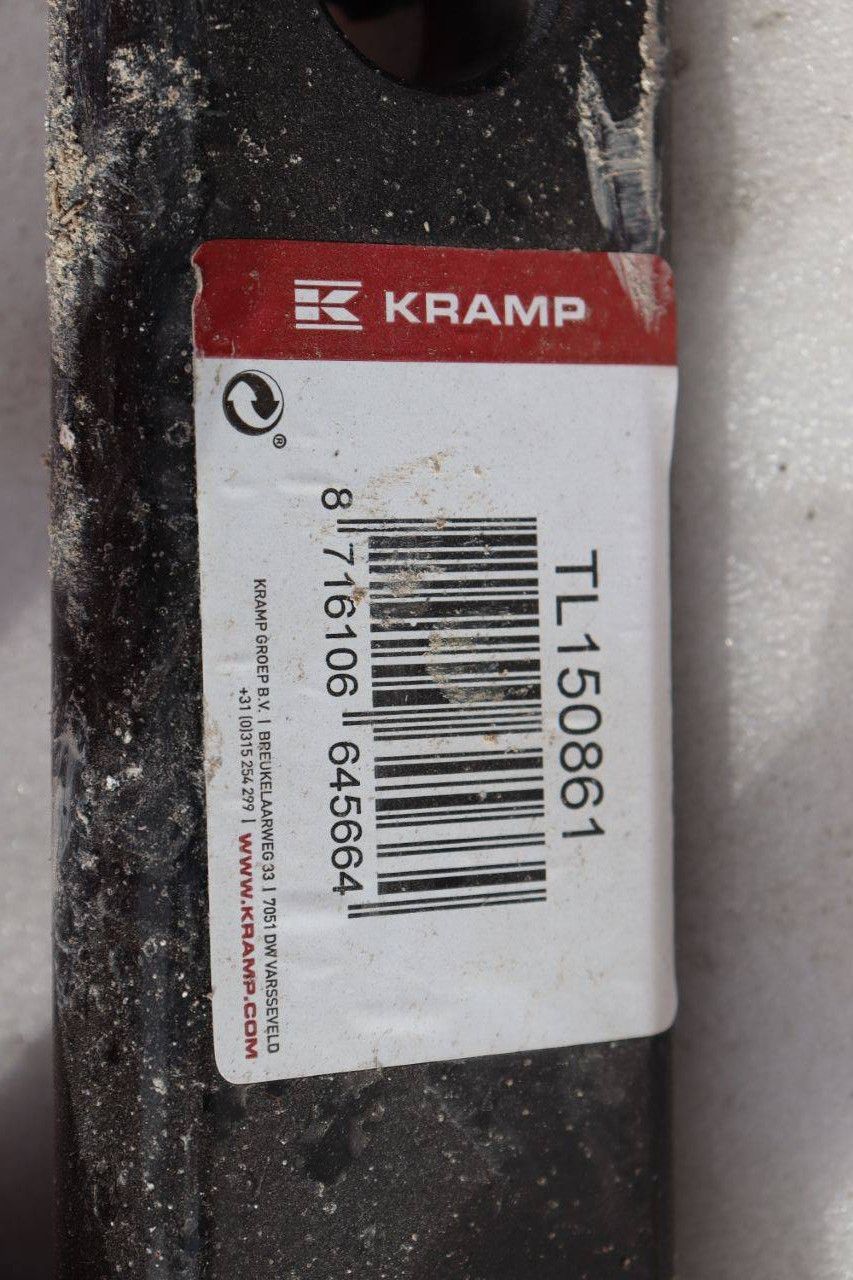 KRAMP
®
TL150861
8 716106 645664
KRAMP GROEP B.V. | BREUKELAARWEG 33 | 7051 DW VARSSEVELD
+31 (0)315 254 299 | WWW.KRAMP.COM